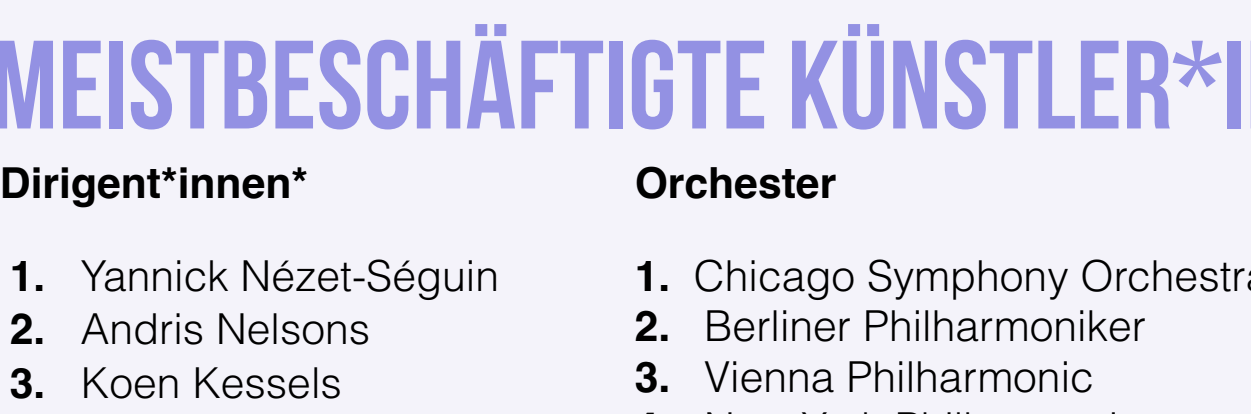 MEISTBESCHÄFTIGTE KÜNSTLER*I
Dirigent*innen*
1. Yannick Nézet-Séguin
2. Andris Nelsons
3. Koen Kessels
Orchester
1. Chicago Symphony Orchestra
2. Berliner Philharmoniker
3. Vienna Philharmonic